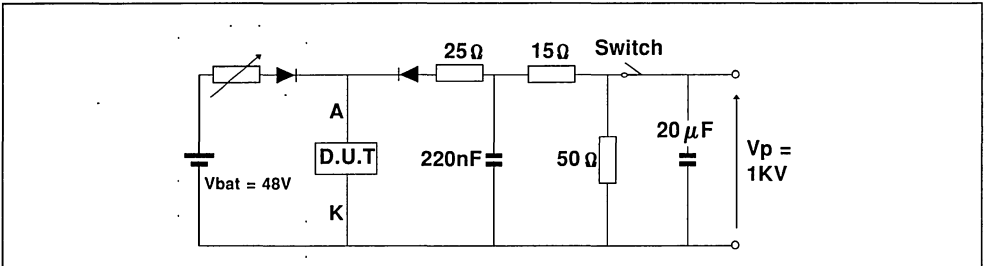 25Ω 15Ω Switch
A
D.U.T 220nF 50Ω 20μF Vp =
1KV
Vbat = 48V
K